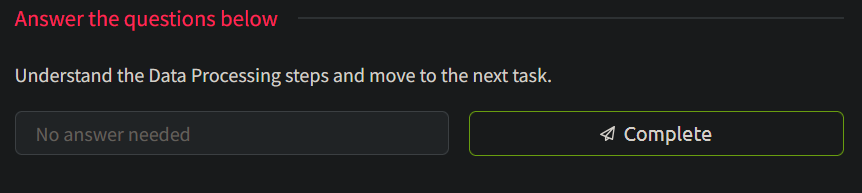 Answer the questions below
Understand the Data Processing steps and move to the next task.
No answer needed
Complete